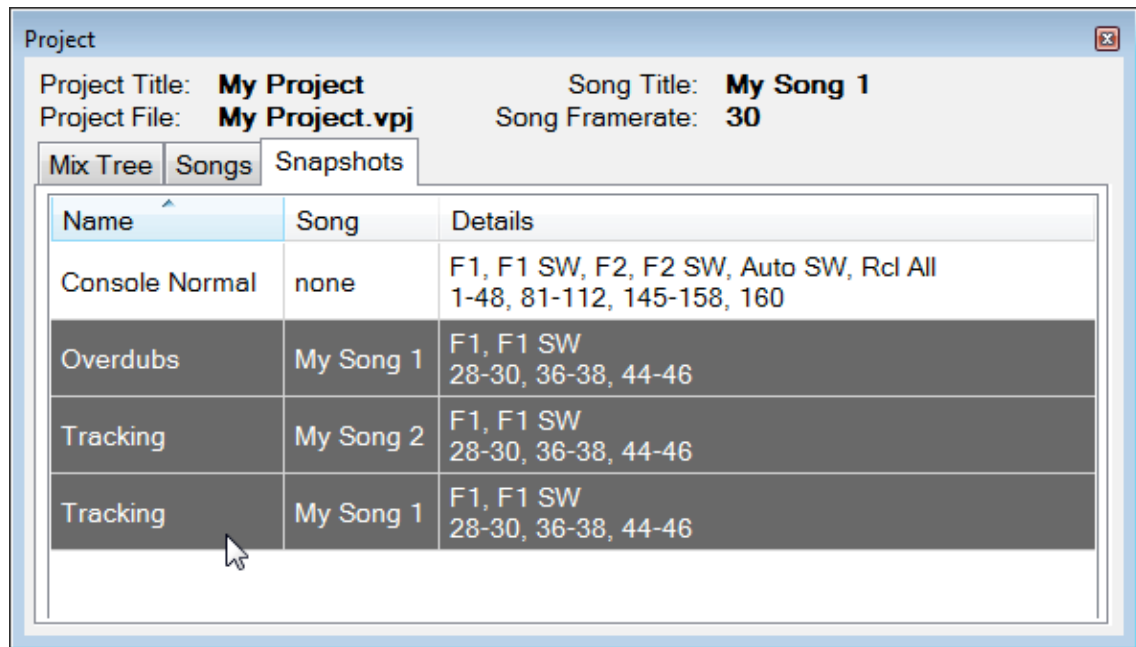 Project
Project Title: My Project Song Title: My Song 1
Project File: My Project.vpj Song Framerate: 30
Mix Tree Songs Snapshots
Name Song Details
Console Normal none F1, F1 SW, F2, F2 SW, Auto SW, Rcl All
1-48, 81-112, 145-158, 160
Overdubs My Song 1 F1, F1 SW
28-30, 36-38, 44-46
Tracking My Song 2 F1, F1 SW
28-30, 36-38, 44-46
Tracking My Song 1 F1, F1 SW
28-30, 36-38, 44-46